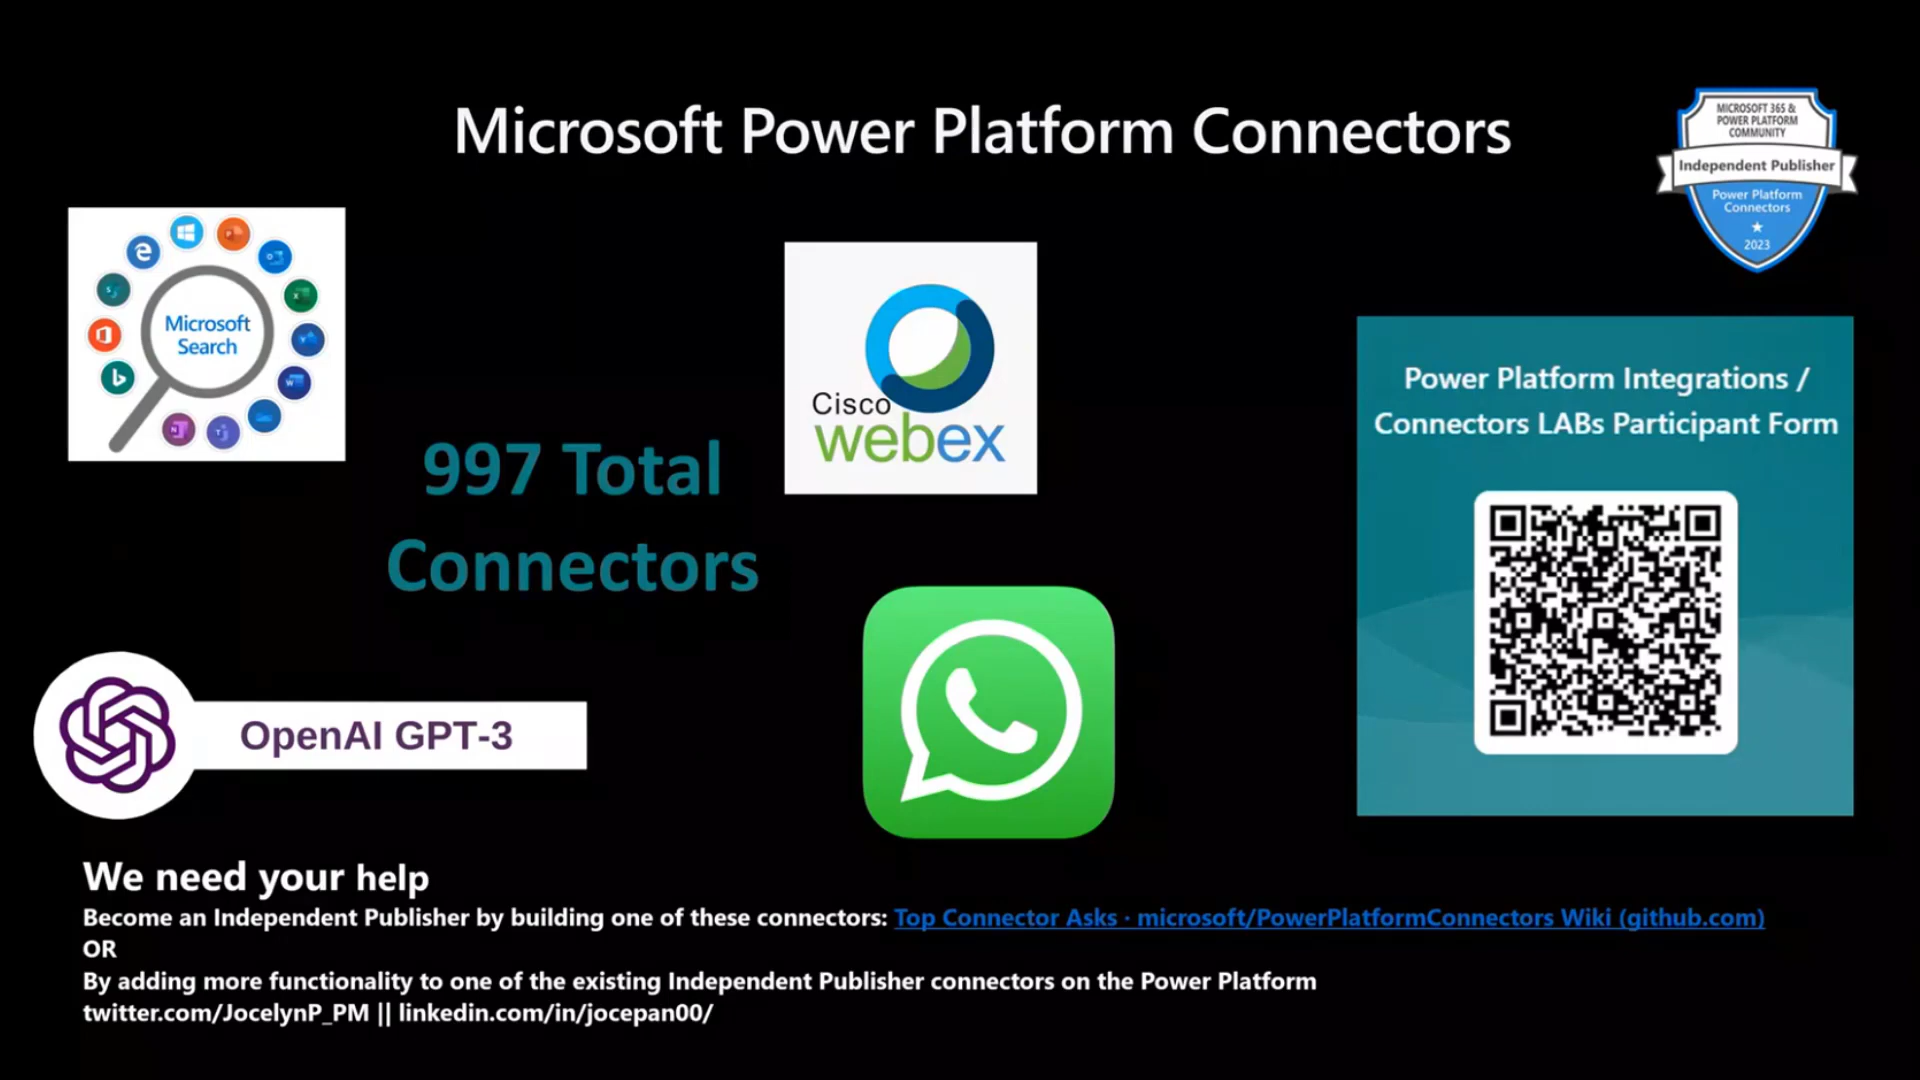 Microsoft Power Platform Connectors
MICROSOFT 365 &
POWER PLATFORM
COMMUNITY
Independent Publisher
Power Platform
Connectors
2023
Microsoft
Search
997 Total
Connectors
Cisco
webex
Power Platform Integrations /
Connectors LABs Participant Form
OpenAI GPT-3
We need your help
Become an Independent Publisher by building one of these connectors: Top Connector Asks · microsoft/PowerPlatformConnectors Wiki (github.com)
OR
By adding more functionality to one of the existing Independent Publisher connectors on the Power Platform
twitter.com/JocelynP_PM || linkedin.com/in/jocepan00/